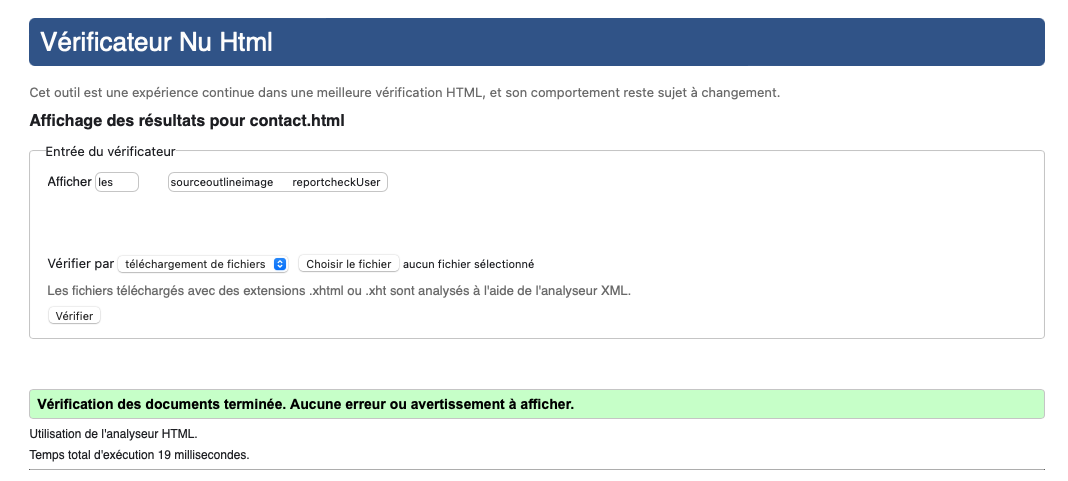 Vérificateur Nu Html
Cet outil est une expérience continue dans une meilleure vérification HTML, et son comportement reste sujet à changement.
Affichage des résultats pour contact.html
Entrée du vérificateur
Afficher les sourceoutlineimage reportcheckUser
Vérifier par téléchargement de fichiers Choisir le fichier aucun fichier sélectionné
Les fichiers téléchargés avec des extensions .xhtml ou .xht sont analysés à l'aide de l'analyseur XML.
Vérifier
Vérification des documents terminée. Aucune erreur ou avertissement à afficher.
Utilisation de l'analyseur HTML.
Temps total d'exécution 19 millisecondes.